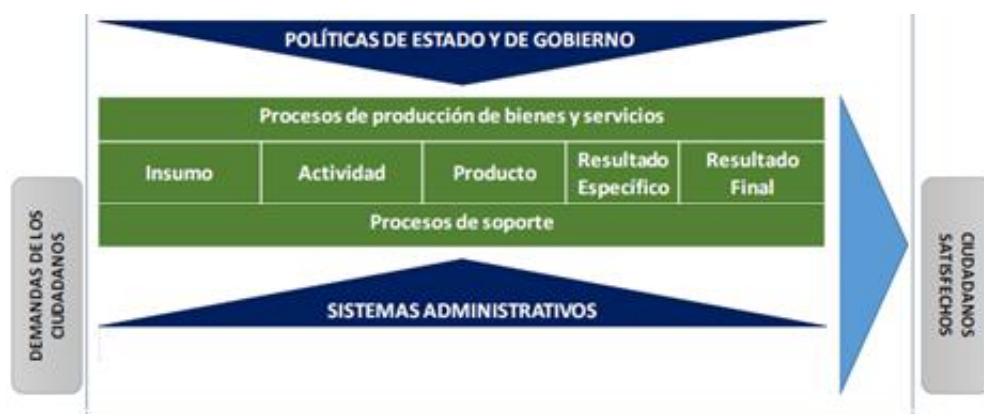 POLÍTICAS DE ESTADO Y DE GOBIERNO
Procesos de producción de bienes y servicios
Insumo
Actividad
Producto
Resultado
Específico
Resultado
Final
Procesos de soporte
SISTEMAS ADMINISTRATIVOS
DEMANDAS DE LOS
CIUDADANOS
CIUDADANOS
SATISFECHOS